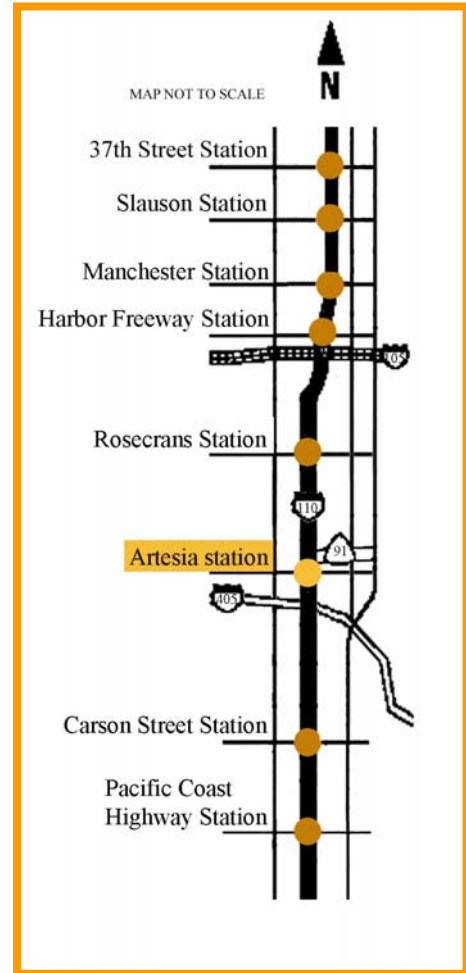 N
MAP NOT TO SCALE
37th Street Station
Slauson Station
Manchester Station
Harbor Freeway Station
105
Rosecrans Station
110
91
Artesia station
405
Carson Street Station
Pacific Coast
Highway Station